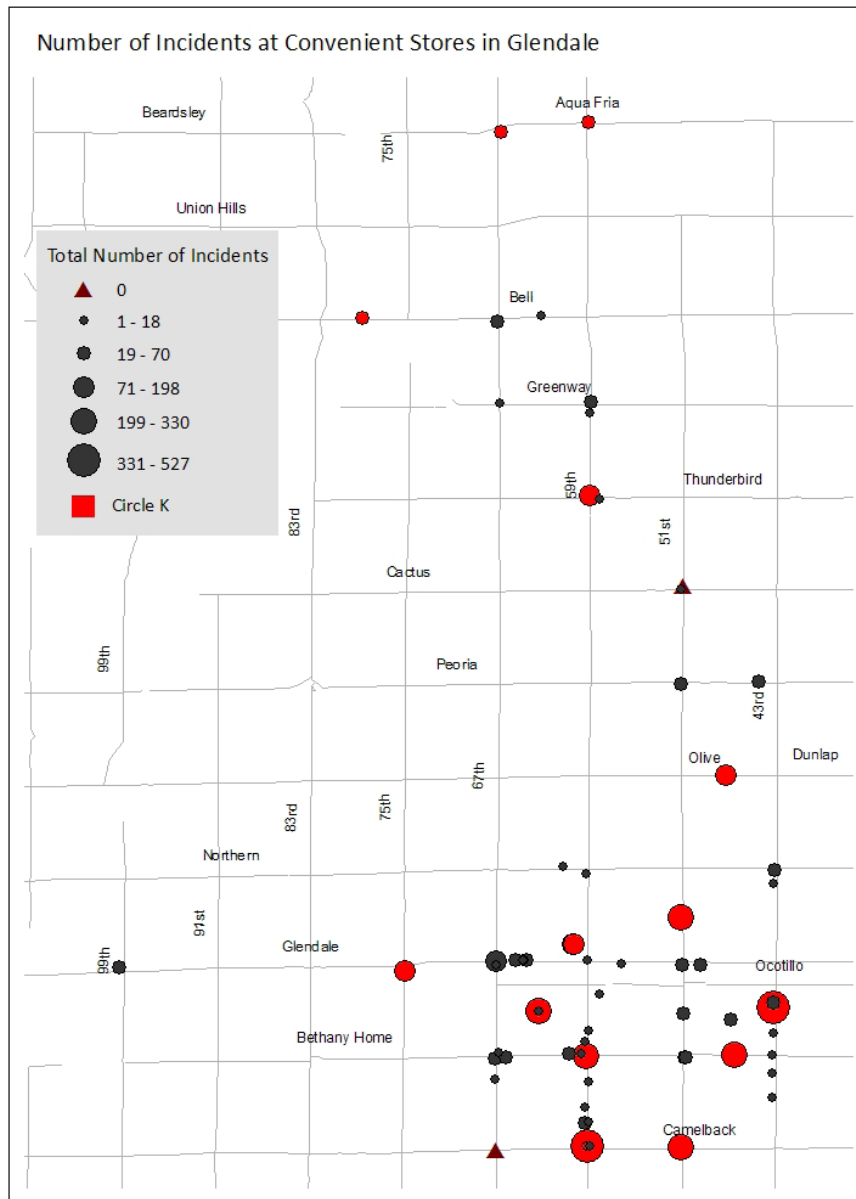 Number of Incidents at Convenient Stores in Glendale
Aqua Fria
Beardsley
75th
Union Hills
Total Number of Incidents
0
1 - 18
19 - 70
71 - 198
199 - 330
331 - 527
Circle K
Bell
Greenway
59th
Thunderbird
83rd
51st
Cactus
99th
Peoria
43rd
Olive
Dunlap
67th
75th
83rd
Northern
91st
Glendale
99th
Ocotillo
Bethany Home
Camelback